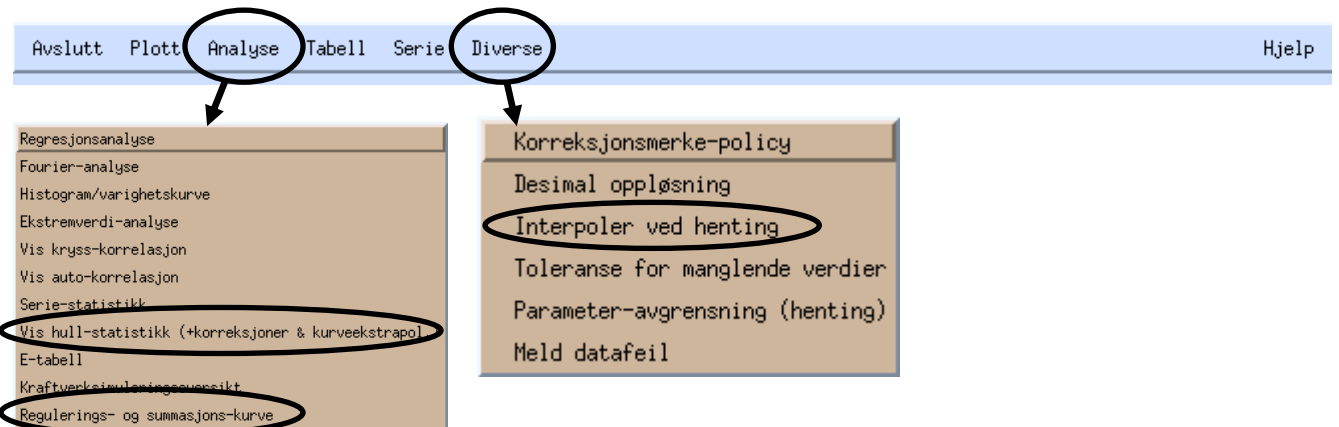 Avslutt Plott Analyse Tabell Serie Diverse Hjelp
Regresjonsanalyse
Fourier-analyse
Histogram/varighetskurve
Ekstremverdi-analyse
Vis kryss-korrelasjon
Vis auto-korrelasjon
Serie-statistikk
Vis hull-statistikk (+korreksjoner & kurveekstrapol.
E-tabell
Kraftverksimuleringsoversikt
Regulerings- og summasjons-kurve
Korreksjonsmerke-policy
Desimal oppløsning
Interpoler ved henting
Toleranse for manglende verdier
Parameter-avgrensning (henting)
Meld datafeil